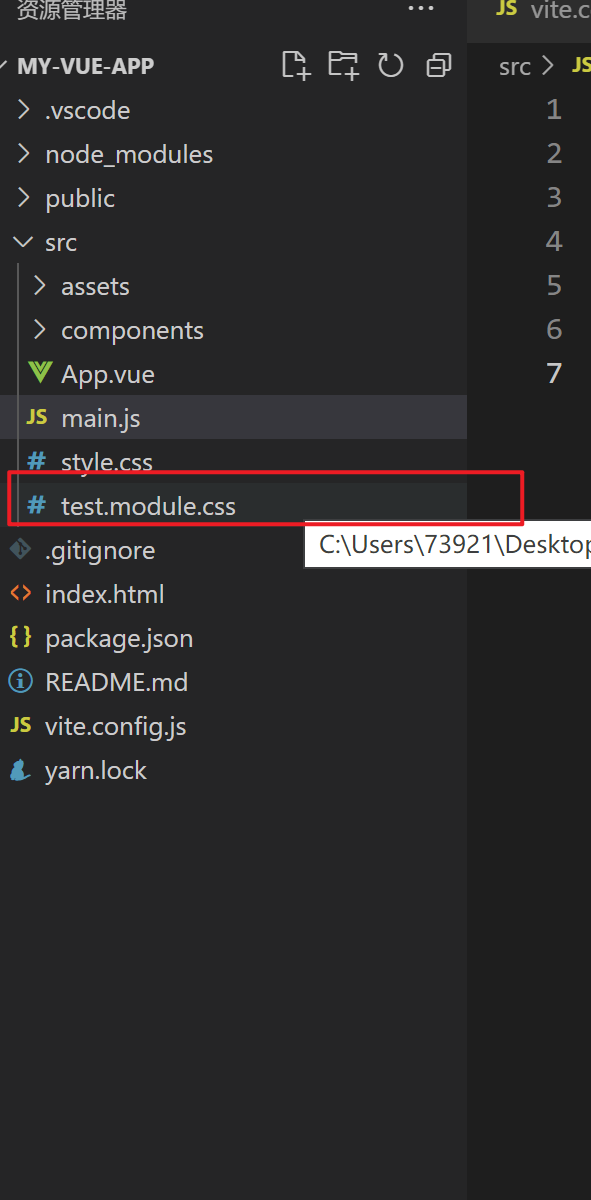 资源管理器
JS vite.c
MY-VUE-APP
src > JS
.vscode
1
node_modules
2
public
3
src
4
assets
5
components
6
App.vue
7
JS main.js
# style.css
# test.module.css
C:\Users\73921\Desktop
.gitignore
<> index.html
{} package.json
README.md
JS vite.config.js
yarn.lock